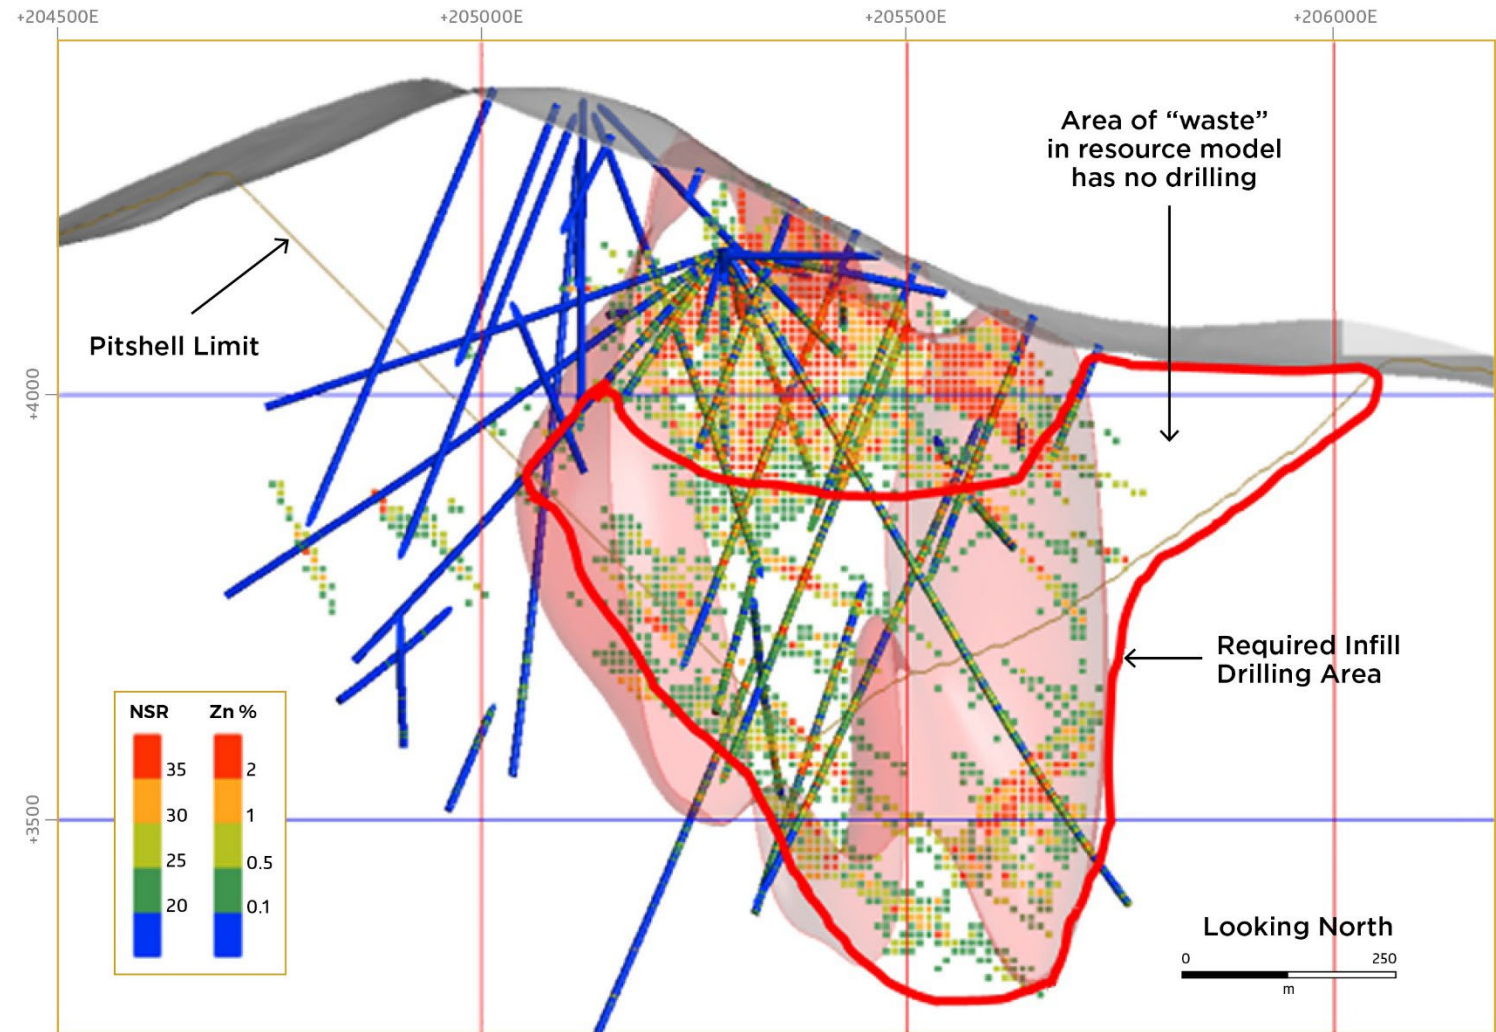 +204500E
+205000E
+205500E
+206000E
Area of “waste”
in resource model
has no drilling
Pitshell Limit
+4000
Required Infill
Drilling Area
NSR
Zn %
35
2
30
1
25
0.5
20
0.1
+3500
Looking North
0
250
m